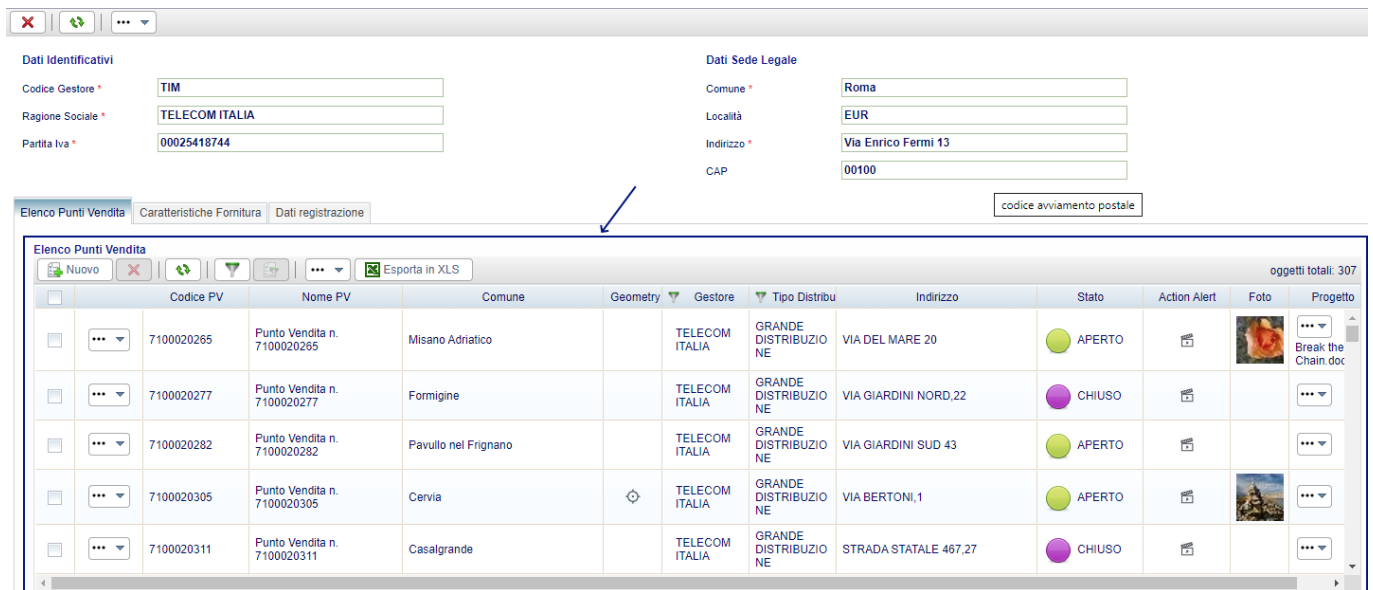 Dati Identificativi
Dati Sede Legale
Codice Gestore * TIM
Comune * Roma
Ragione Sociale * TELECOM ITALIA
Località EUR
Partita Iva * 00025418744
Indirizzo * Via Enrico Fermi 13
CAP 00100
codice avviamento postale
Elenco Punti Vendita Caratteristiche Fornitura Dati registrazione
Elenco Punti Vendita
Nuovo Esporta in XLS oggetti totali: 307
Codice PV Nome PV Comune Geometry Gestore Tipo Distribu Indirizzo Stato Action Alert Foto Progetto
7100020265
Punto Vendita n.
7100020265
Misano Adriatico
TELECOM
ITALIA
GRANDE
DISTRIBUZIO
NE
VIA DEL MARE 20
APERTO
Break the
Chain.doc
7100020277
Punto Vendita n.
7100020277
Formigine
TELECOM
ITALIA
GRANDE
DISTRIBUZIO
NE
VIA GIARDINI NORD,22
CHIUSO
7100020282
Punto Vendita n.
7100020282
Pavullo nel Frignano
TELECOM
ITALIA
GRANDE
DISTRIBUZIO
NE
VIA GIARDINI SUD 43
APERTO
7100020305
Punto Vendita n.
7100020305
Cervia
TELECOM
ITALIA
GRANDE
DISTRIBUZIO
NE
VIA BERTONI,1
APERTO
7100020311
Punto Vendita n.
7100020311
Casalgrande
TELECOM
ITALIA
GRANDE
DISTRIBUZIO
NE
STRADA STATALE 467,27
CHIUSO